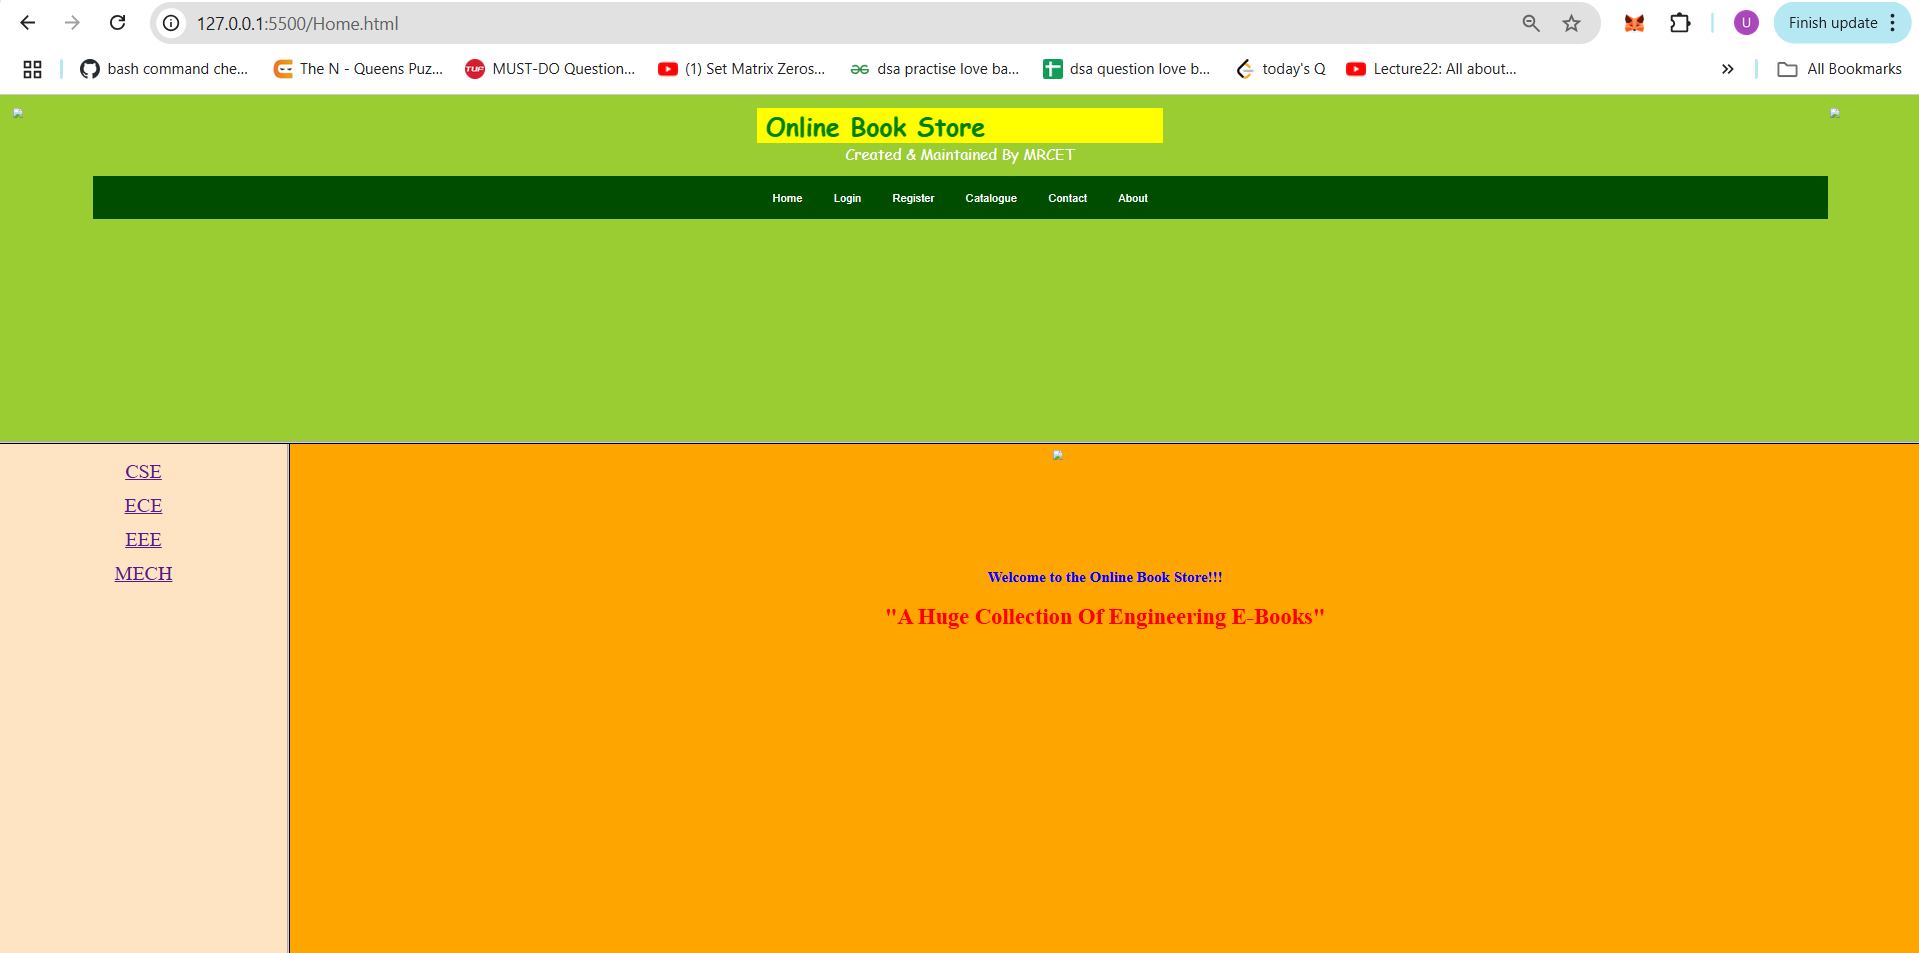 127.0.0.1:5500/Home.html
U
Finish update
bash command che...
The N - Queens Puz...
TUF
MUST-DO Question...
(1) Set Matrix Zeros...
dsa practise love ba...
dsa question love b...
today's Q
Lecture22: All about...
All Bookmarks
Online Book Store
Created & Maintained By MRCET
Home
Login
Register
Catalogue
Contact
About
CSE
ECE
EEE
MECH
Welcome to the Online Book Store!!!
"A Huge Collection Of Engineering E-Books"